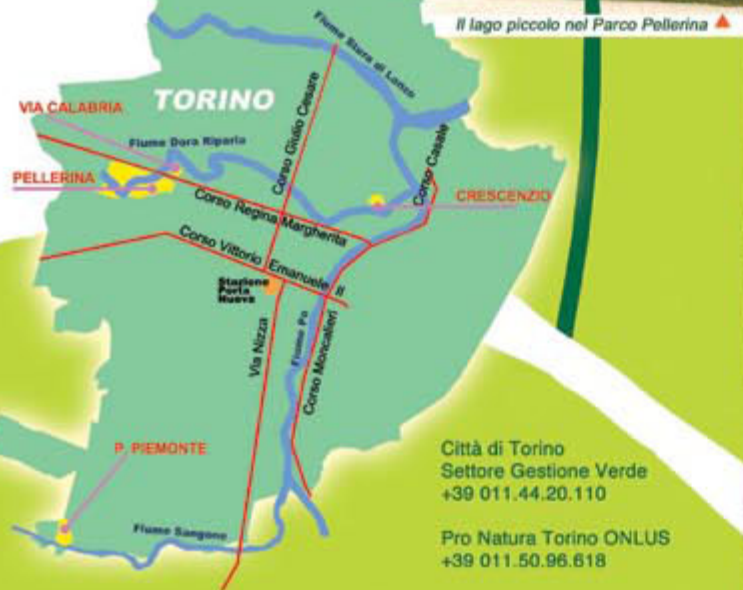 Il lago piccolo nel Parco Pellerina
Fiume Stura di Lanzo
TORINO
VIA CALABRIA
Fiume Dora Riparia
Corso Giulio Cesare
Corso Casale
PELLERINA
CRESCENZIO
Corso Regina Margherita
Corso Vittorio Emanuele II
Stazione
Porta
Nuova
Fiume Po
Via Nizza
Corso Moncalieri
P. PIEMONTE
Fiume Sangone
Città di Torino
Settore Gestione Verde
+39 011.44.20.110
Pro Natura Torino ONLUS
+39 011.50.96.618